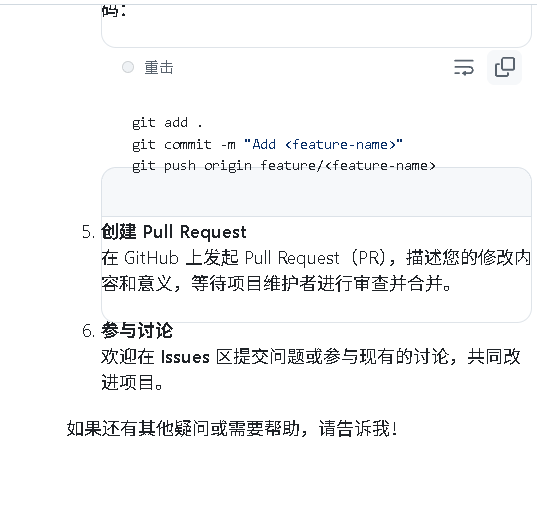 码：
重击
git add .
git commit -m "Add <feature-name>"
git push origin feature/<feature-name>
5. 创建 Pull Request
在 GitHub 上发起 Pull Request（PR），描述您的修改内
容和意义，等待项目维护者进行审查并合并。
6. 参与讨论
欢迎在 Issues 区提交问题或参与现有的讨论，共同改
进项目。
如果还有其他疑问或需要帮助，请告诉我！